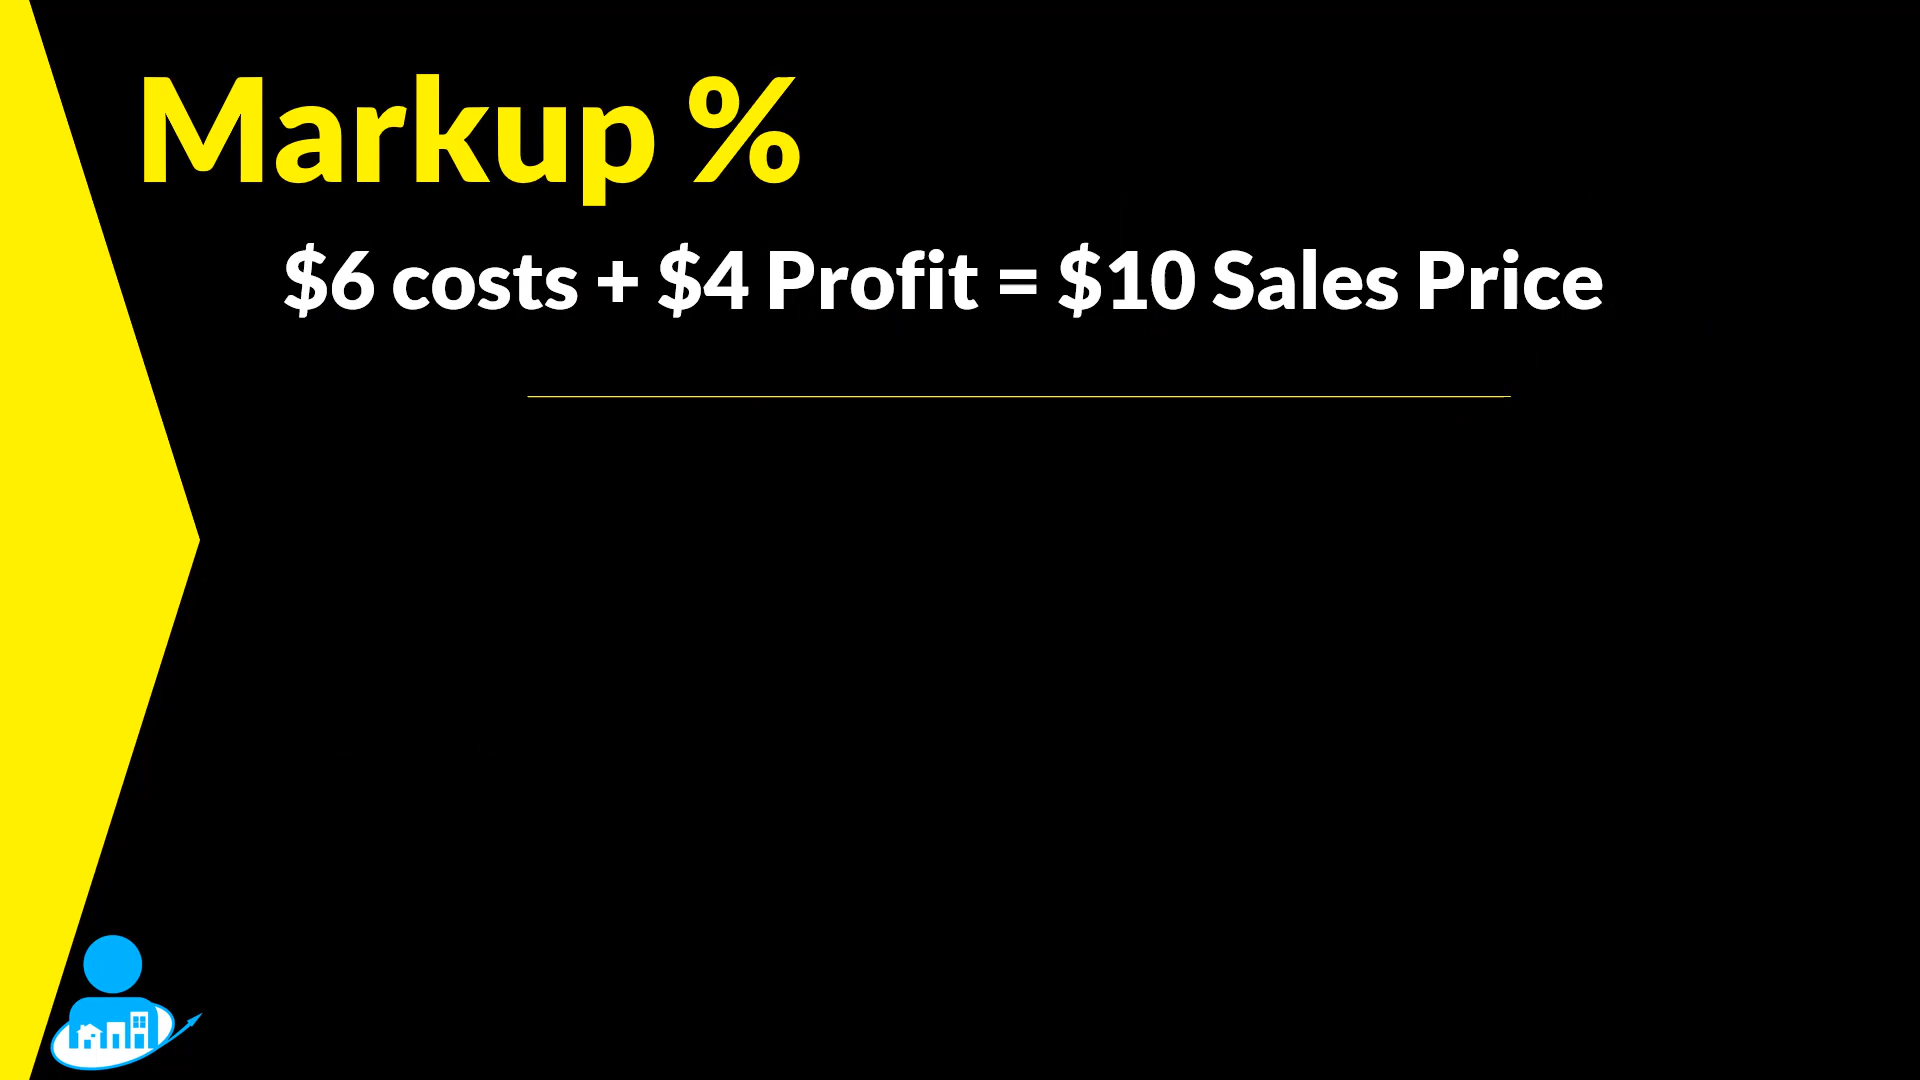 Markup %
$6 costs + $4 Profit = $10 Sales Price